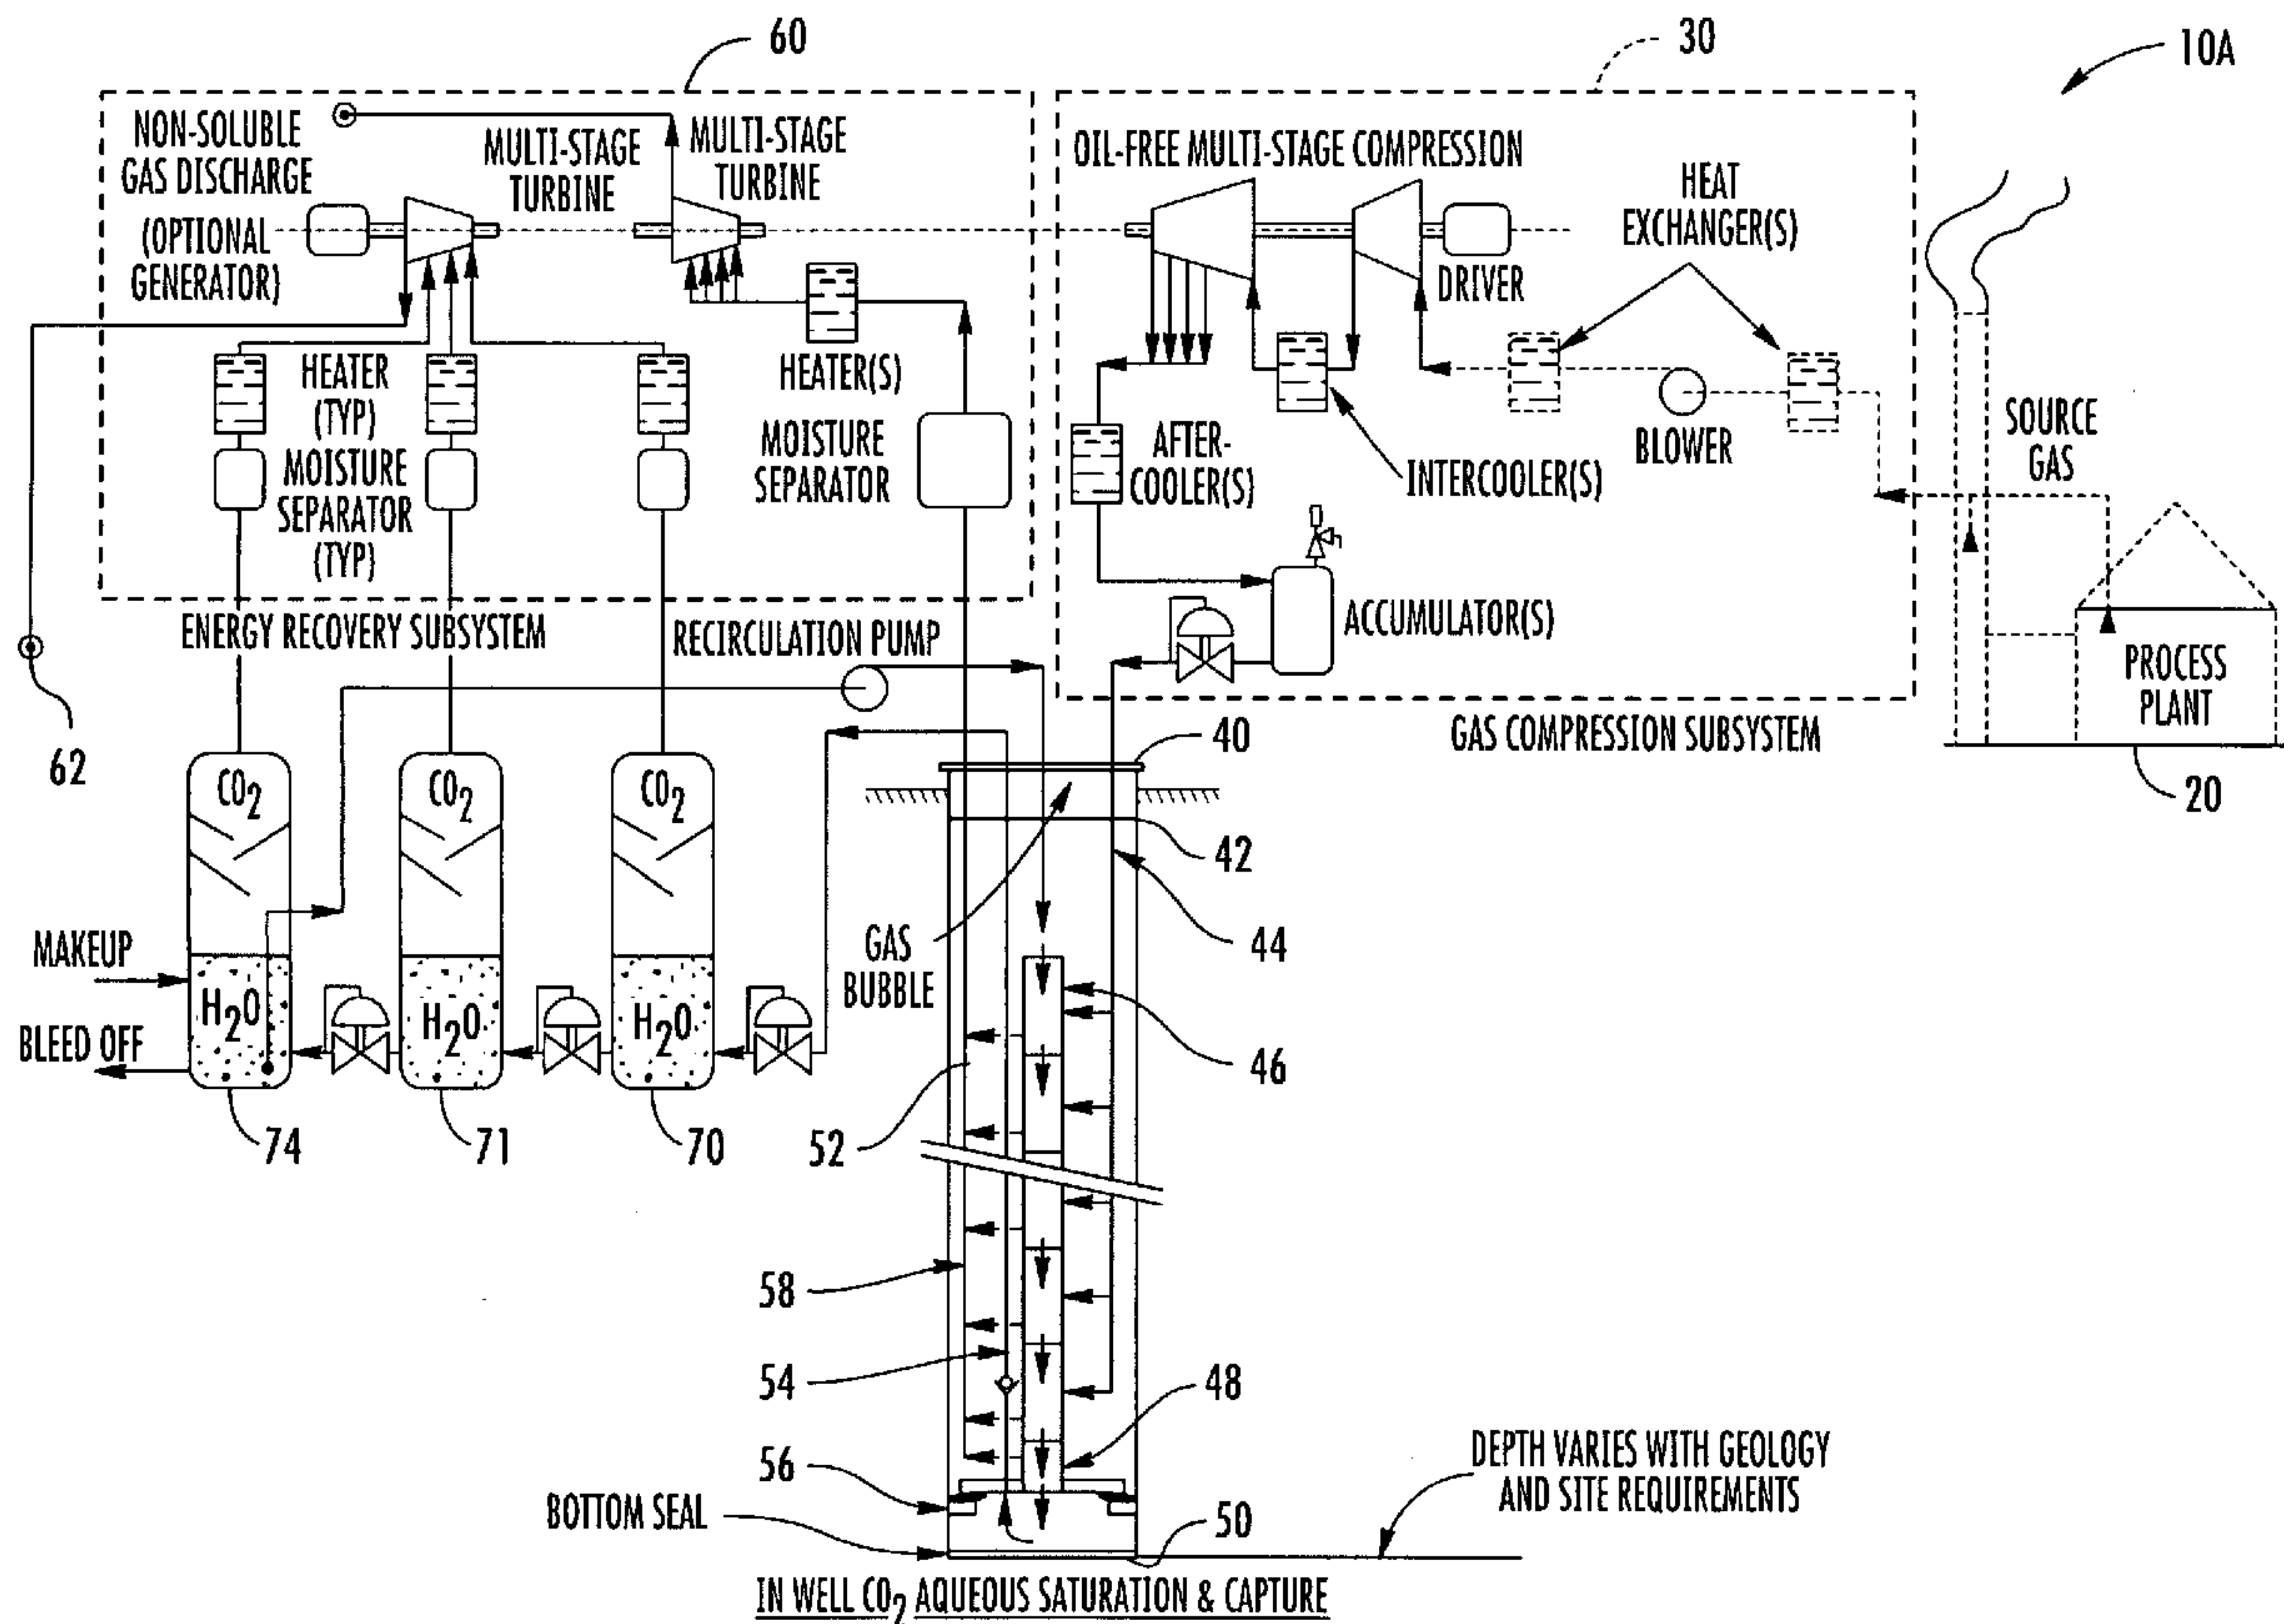 60
30
10A
NON-SOLUBLE
GAS DISCHARGE
MULTI-STAGE
TURBINE
MULTI-STAGE
TURBINE
OIL-FREE MULTI-STAGE COMPRESSION
HEAT
EXCHANGER(S)
(OPTIONAL
GENERATOR)
DRIVER
HEATER
(TYP)
HEATER(S)
MOISTURE
SEPARATOR
(TYP)
MOISTURE
SEPARATOR
AFTER-
COOLER(S)
INTERCOOLER(S)
BLOWER
SOURCE
GAS
ACCUMULATOR(S)
ENERGY RECOVERY SUBSYSTEM
RECIRCULATION PUMP
PROCESS
PLANT
GAS COMPRESSION SUBSYSTEM
62
40
20
CO2
CO2
CO2
42
44
GAS
BUBBLE
MAKEUP
H2O
H2O
H2O
BLEED OFF
46
74
71
70
52
58
54
48
56
DEPTH VARIES WITH GEOLOGY
AND SITE REQUIREMENTS
BOTTOM SEAL
50
IN WELL CO2 AQUEOUS SATURATION & CAPTURE